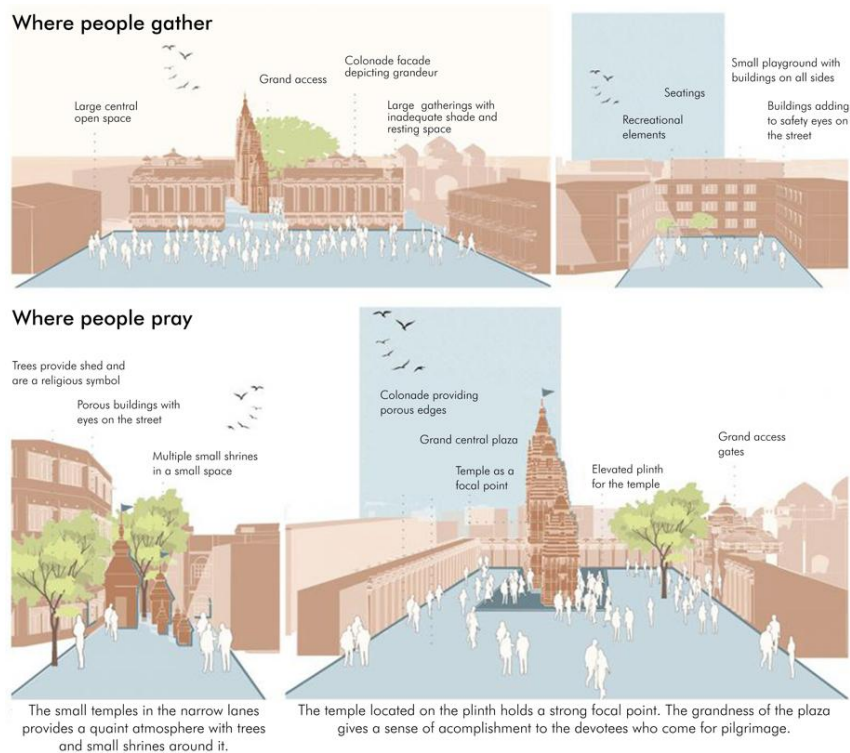 Where people gather
Colonade facade
depicting grandeur
Grand access
Large central
open space
Large gatherings with
inadequate shade and
resting space
Small playground with
buildings on all sides
Seatings
Recreational
elements
Buildings adding
to safety eyes on
the street
Where people pray
Trees provide shed and
are a religious symbol
Porous buildings with
eyes on the street
Multiple small shrines
in a small space
Colonade providing
porous edges
Grand central plaza
Temple as a
focal point
Elevated plinth
for the temple
Grand access
gates
The small temples in the narrow lanes
provides a quaint atmosphere with trees
and small shrines around it.
The temple located on the plinth holds a strong focal point. The grandness of the plaza
gives a sense of acomplishment to the devotees who come for pilgrimage.